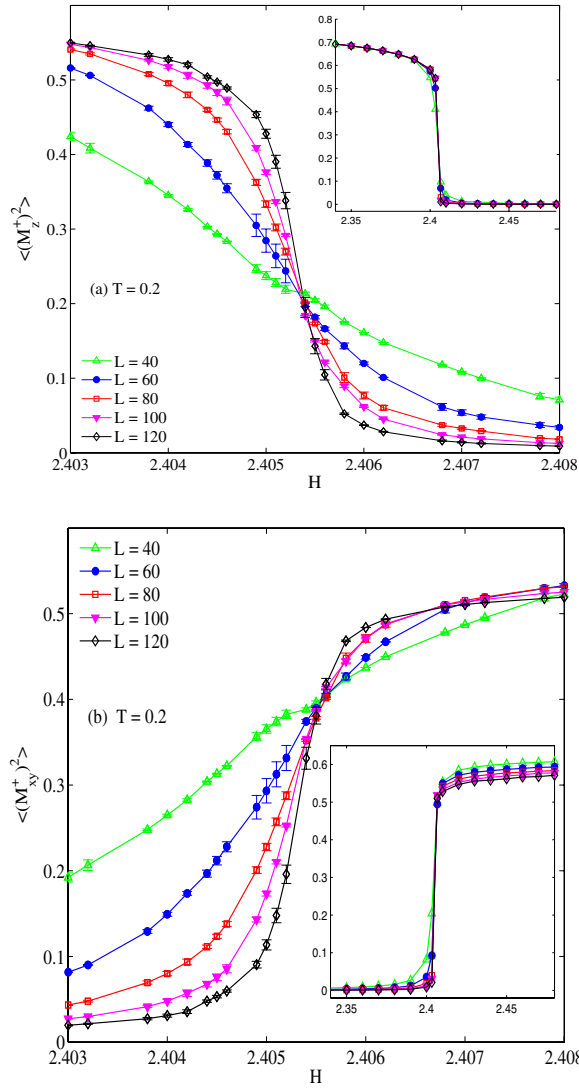 <(M_z^+)^2>
0.5
0.4
0.3
0.2
0.1
0
0.7
0.6
0.5
0.4
0.3
0.2
0.1
0
2.35 2.4 2.45
(a) T = 0.2
L = 40
L = 60
L = 80
L = 100
L = 120
2.403 2.404 2.405 2.406 2.407 2.408
H
<(M_xy^+)^2>
0.5
0.4
0.3
0.2
0.1
0
L = 40
L = 60
L = 80
L = 100
L = 120
(b) T = 0.2
0.6
0.5
0.4
0.3
0.2
0.1
0
2.35 2.4 2.45
2.403 2.404 2.405 2.406 2.407 2.408
H